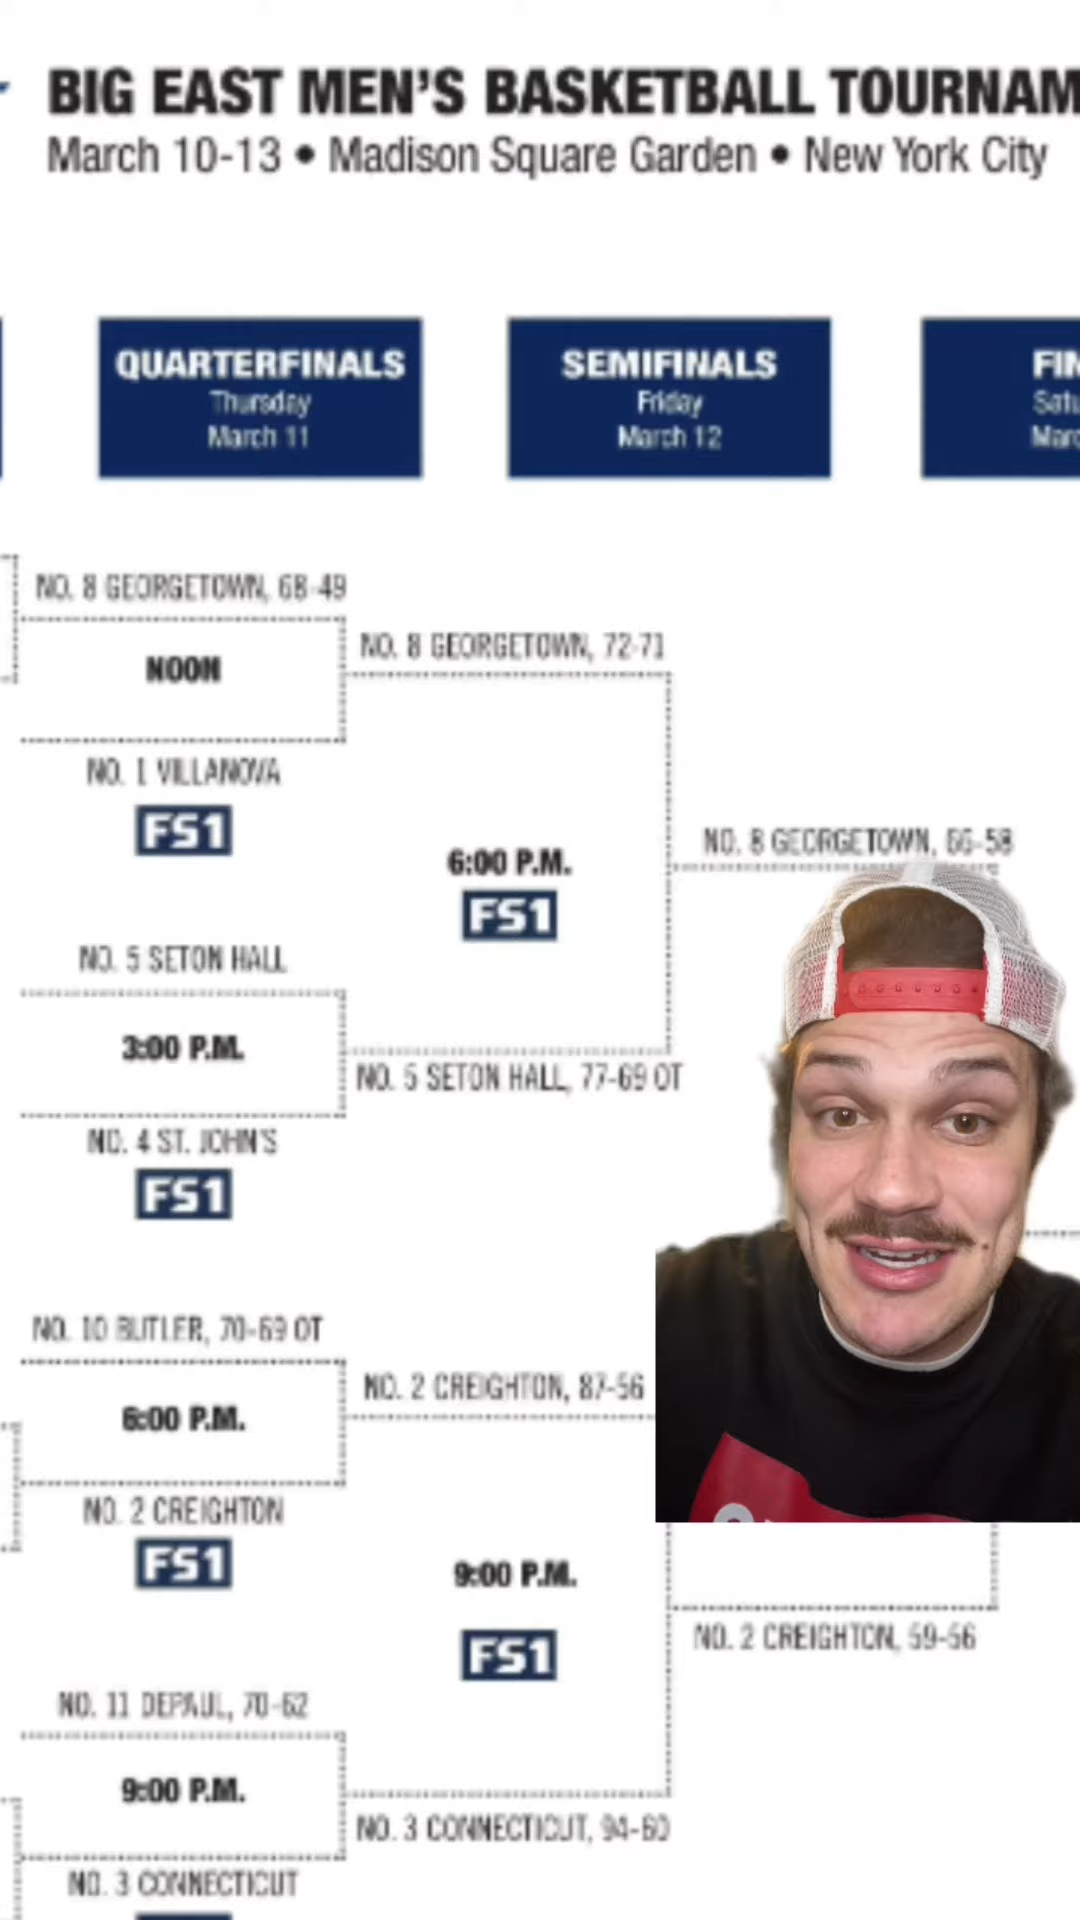 BIG EAST MEN'S BASKETBALL TOURNAM
March 10-13 • Madison Square Garden • New York City
QUARTERFINALS
Thursday
March 11
SEMIFINALS
Friday
March 12
FIN
Satu
Marc
NO. 8 GEORGETOWN, 68-49
NOON
NO. 1 VILLANOVA
FS1
NO. 8 GEORGETOWN, 72-71
6:00 P.M.
FS1
NO. 8 GEORGETOWN, 66-58
NO. 5 SETON HALL
3:00 P.M.
NO. 4 ST. JOHN'S
FS1
NO. 5 SETON HALL, 77-69 OT
NO. 10 BUTLER, 70-69 OT
6:00 P.M.
NO. 2 CREIGHTON
FS1
NO. 2 CREIGHTON, 87-56
9:00 P.M.
FS1
NO. 2 CREIGHTON, 59-56
NO. 11 DEPAUL, 70-62
9:00 P.M.
NO. 3 CONNECTICUT
NO. 3 CONNECTICUT, 94-60